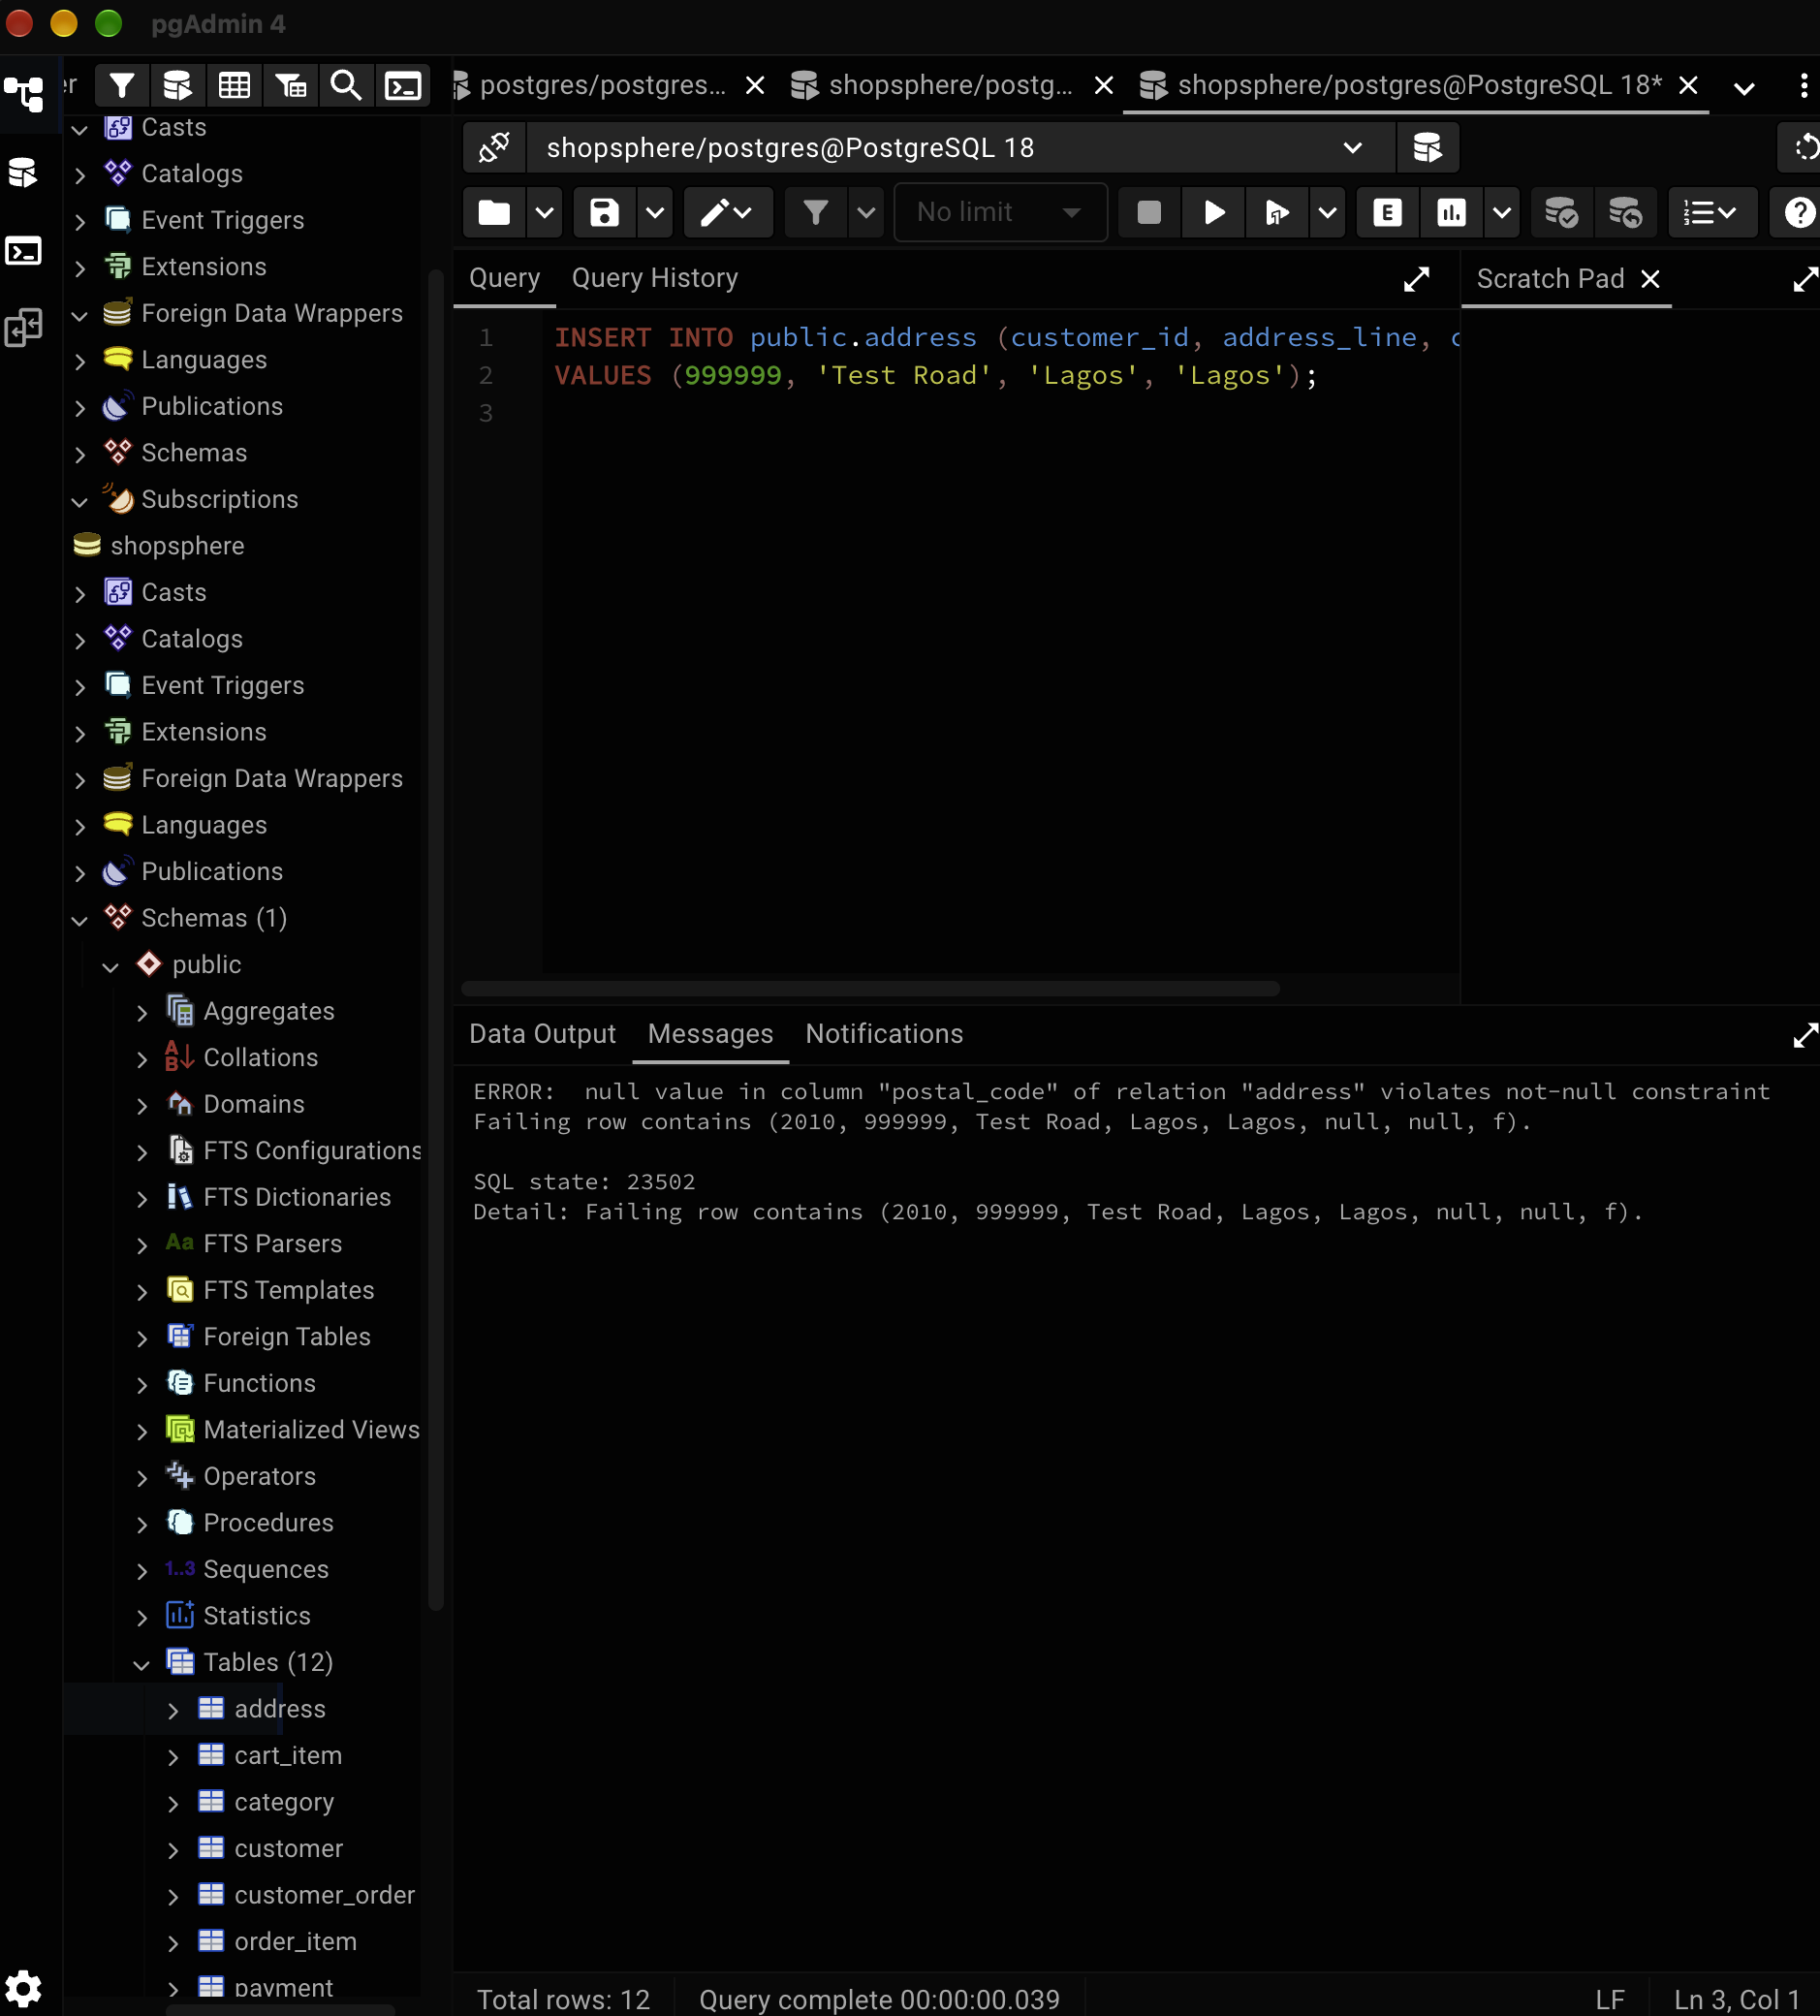 pgAdmin 4
postgres/postgres...
shopsphere/postg...
shopsphere/postgres@PostgreSQL 18*
shopsphere/postgres@PostgreSQL 18
No limit
Casts
Catalogs
Event Triggers
Extensions
Foreign Data Wrappers
Languages
Publications
Schemas
Subscriptions
shopsphere
Casts
Catalogs
Event Triggers
Extensions
Foreign Data Wrappers
Languages
Publications
Schemas (1)
public
Aggregates
Collations
Domains
FTS Configurations
FTS Dictionaries
FTS Parsers
FTS Templates
Foreign Tables
Functions
Materialized Views
Operators
Procedures
1..3 Sequences
Statistics
Tables (12)
address
cart_item
category
customer
customer_order
order_item
payment
Query Query History
Scratch Pad
1 INSERT INTO public.address (customer_id, address_line, c
2 VALUES (999999, 'Test Road', 'Lagos', 'Lagos');
3
Data Output Messages Notifications
ERROR:  null value in column "postal_code" of relation "address" violates not-null constraint
Failing row contains (2010, 999999, Test Road, Lagos, Lagos, null, null, f).
SQL state: 23502
Detail: Failing row contains (2010, 999999, Test Road, Lagos, Lagos, null, null, f).
Total rows: 12 Query complete 00:00:00.039 LF Ln 3, Col 1